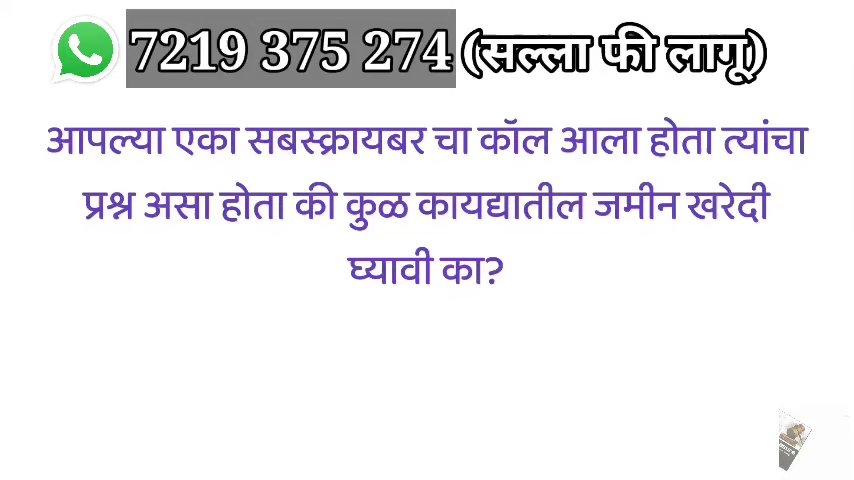 7219 375 274 (सल्ला फी लागू)
आपल्या एका सबस्क्रायबर चा कॉल आला होता त्यांचा
प्रश्न असा होता की कुळ कायद्यातील जमीन खरेदी
घ्यावी का?